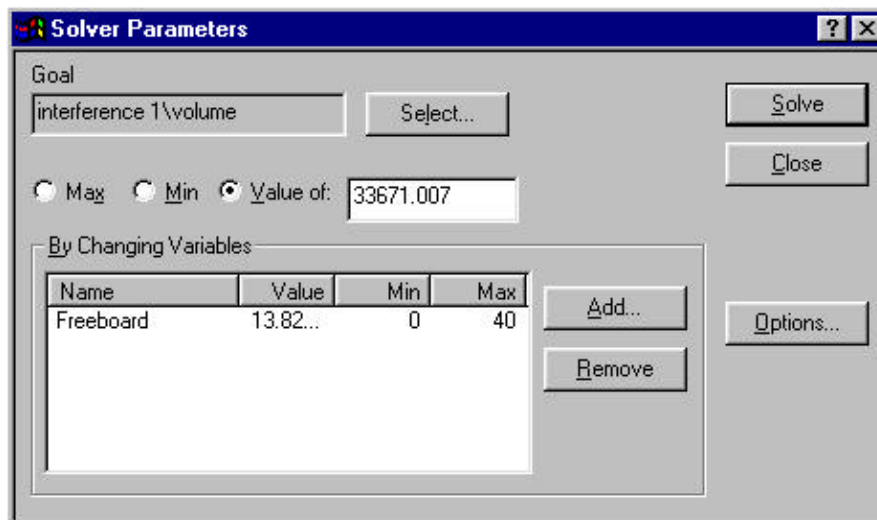 Solver Parameters
Goal
interference 1\volume
Select...
Solve
Close
Max Min Value of: 33671.007
By Changing Variables
Name Value Min Max
Freeboard 13.82... 0 40
Add...
Remove
Options...